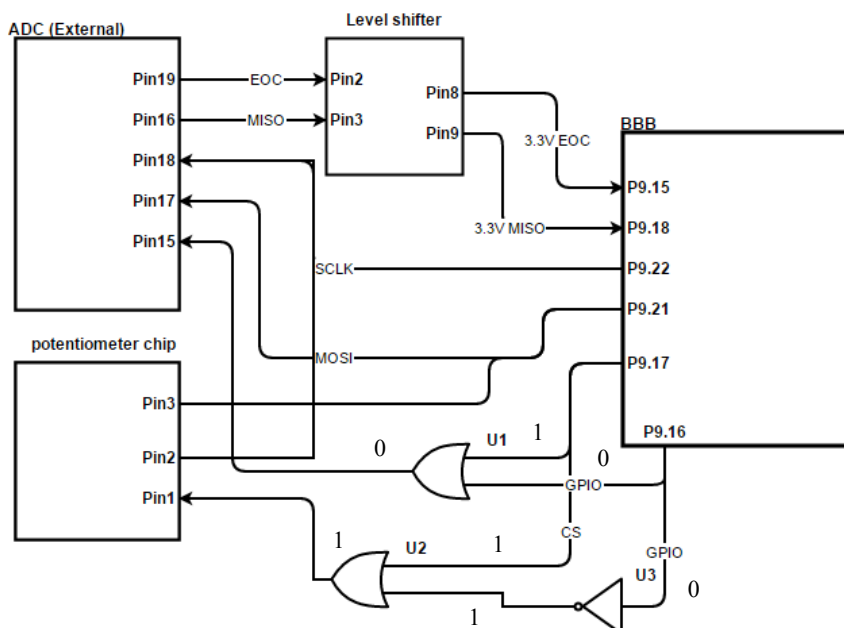 Level shifter
ADC (External)
Pin19
EOC
Pin2
Pin16
MISO
Pin3
Pin8
Pin9
BBB
3.3V EOC
Pin18
P9.15
Pin17
3.3V MISO
P9.18
Pin15
SCLK
P9.22
P9.21
potentiometer chip
MOSI
P9.17
Pin3
P9.16
0
U1
1
0
Pin2
GPIO
Pin1
1
U2
1
CS
GPIO
U3
0
1